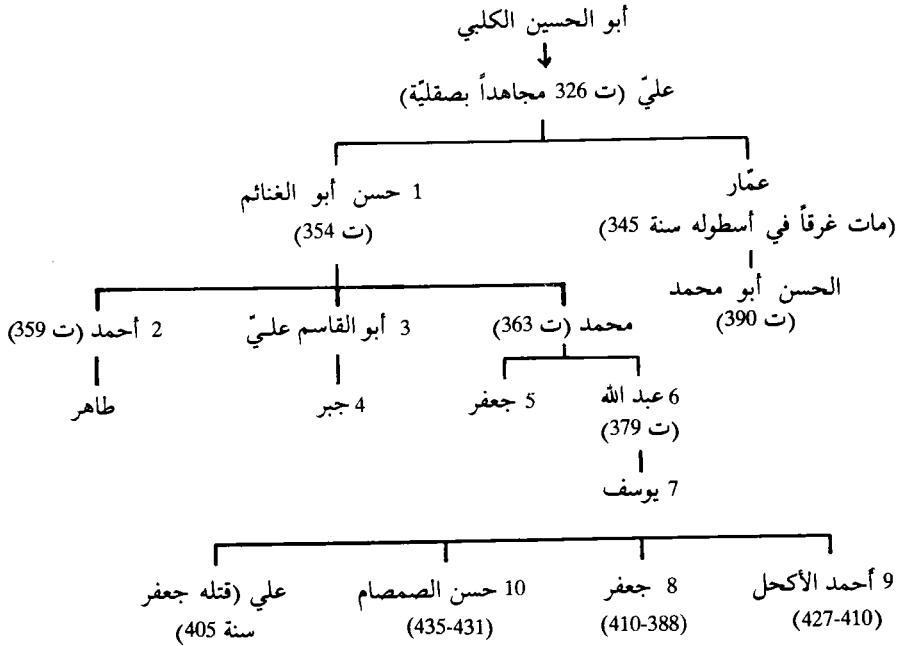 أبو الحسين الكلبي
عليّ (ت 326 مجاهداً بصقليّة)
عمّار
(مات غرقاً في أسطوله سنة 345)
الحسن أبو محمد
(ت 390)
1 حسن أبو الغنائم
(ت 354)
محمد (ت 363)
3 أبو القاسم عليّ
2 أحمد (ت 359)
6 عبد الله
(ت 379)
5 جعفر
4 جبر
طاهر
7 يوسف
9 أحمد الأكحل
(410-427)
8 جعفر
(388-410)
10 حسن الصمصام
(431-435)
علي (قتله جعفر
سنة 405)